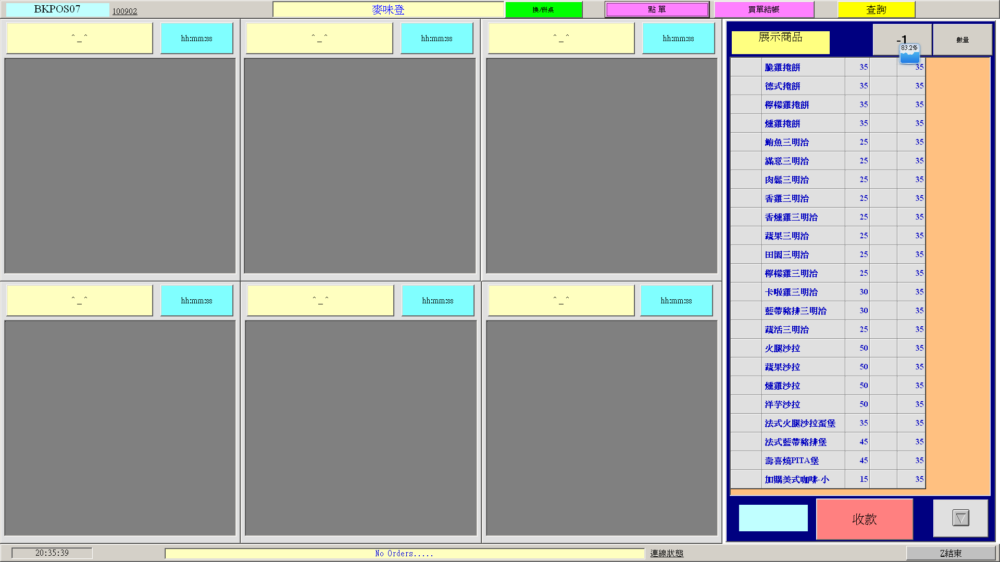 BKPOS07 100902 麥味登 換/併桌 點 單 買單結帳 查詢
^ _ ^ hh:mm:ss ^ _ ^ hh:mm:ss ^ _ ^ hh:mm:ss
^ _ ^ hh:mm:ss ^ _ ^ hh:mm:ss ^ _ ^ hh:mm:ss
展示商品 -1 數量
83.2%
脆雞捲餅 35 35
德式捲餅 35 35
檸檬雞捲餅 35 35
燻雞捲餅 35 35
鮪魚三明治 25 35
滿意三明治 25 35
肉鬆三明治 25 35
香雞三明治 25 35
香燻雞三明治 25 35
蔬果三明治 25 35
田園三明治 25 35
檸檬雞三明治 25 35
卡啦雞三明治 30 35
藍帶豬排三明治 30 35
蔬活三明治 25 35
火腿沙拉 50 35
蔬果沙拉 50 35
燻雞沙拉 50 35
洋芋沙拉 50 35
法式火腿沙拉蛋堡 35 35
法式藍帶豬排堡 45 35
壽喜燒PITA堡 45 35
加購美式咖啡-小 15 35
收款
20:35:39 No Orders..... 連線狀態 Z結束